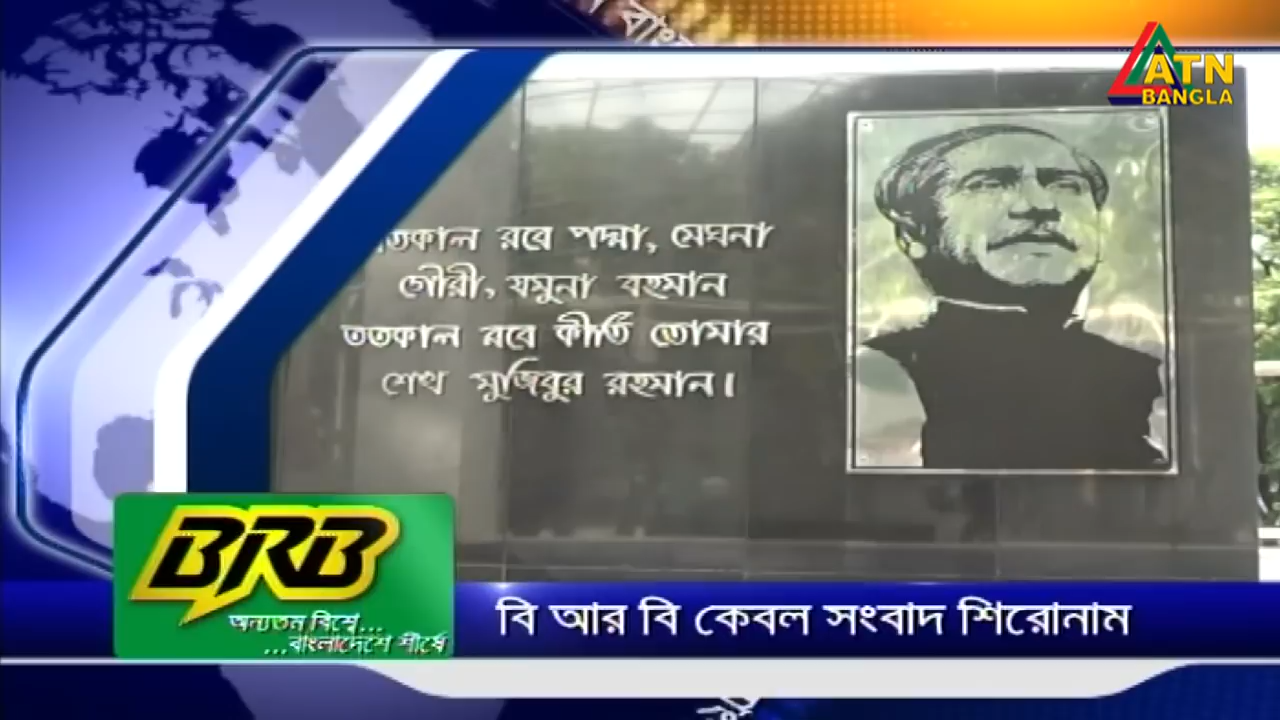 ATN
BANGLA
যতকাল রবে পদ্মা, মেঘনা
গৌরী, যমুনা বহমান
ততকাল রবে কীর্তি তোমার
শেখ মুজিবুর রহমান।
BRB
অন্যতম বিশ্বে...
...বাংলাদেশে শীর্ষে
বি আর বি কেবল সংবাদ শিরোনাম